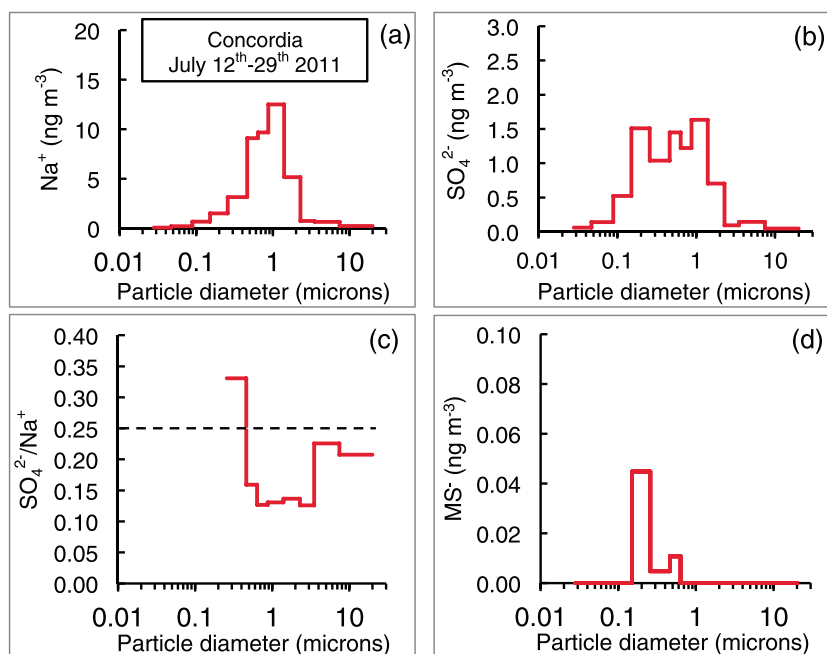 (a)
Concordia
July 12th-29th 2011
Na+ (ng m-3)
20
15
10
5
0
0.01 0.1 1 10
Particle diameter (microns)
(b)
SO42- (ng m-3)
3.0
2.5
2.0
1.5
1.0
0.5
0.0
0.01 0.1 1 10
Particle diameter (microns)
(c)
SO42-/Na+
0.40
0.35
0.30
0.25
0.20
0.15
0.10
0.05
0.00
0.01 0.1 1 10
Particle diameter (microns)
(d)
MS- (ng m-3)
0.10
0.08
0.06
0.04
0.02
0.00
0.01 0.1 1 10
Particle diameter (microns)